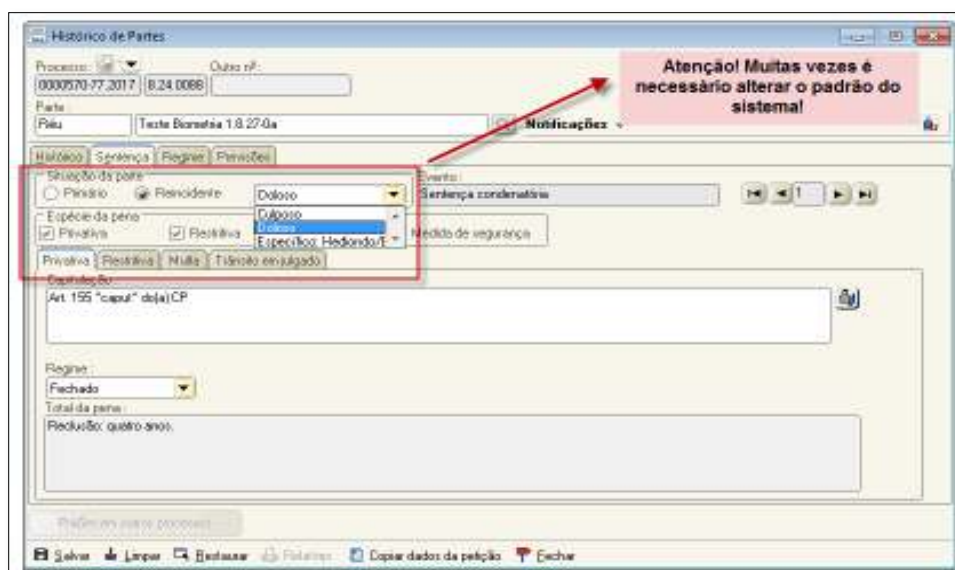 Histórico de Partes
Processo: Outro nº:
0000570-77.2017 8.24.0088
Atenção! Muitas vezes é
necessário alterar o padrão do
sistema!
Parte
Réu Teste Biometria 1.8.27-0a Notificações
Histórico Sentença Regime Previsões
Situação da parte Evento:
Primário Reincidente Doloso Sentença condenatória 1
Culposo
Doloso
Específico: Hediondo/E
Espécie da pena
Privativa Restritiva Medida de segurança
Privativa Restritiva Multa Trânsito em julgado
Capitulação
Art. 155 "caput" do(a) CP
Regime:
Fechado
Total da pena:
Reclusão: quatro anos.
Salvar Limpar Restaurar Copiar dados da petição Fechar